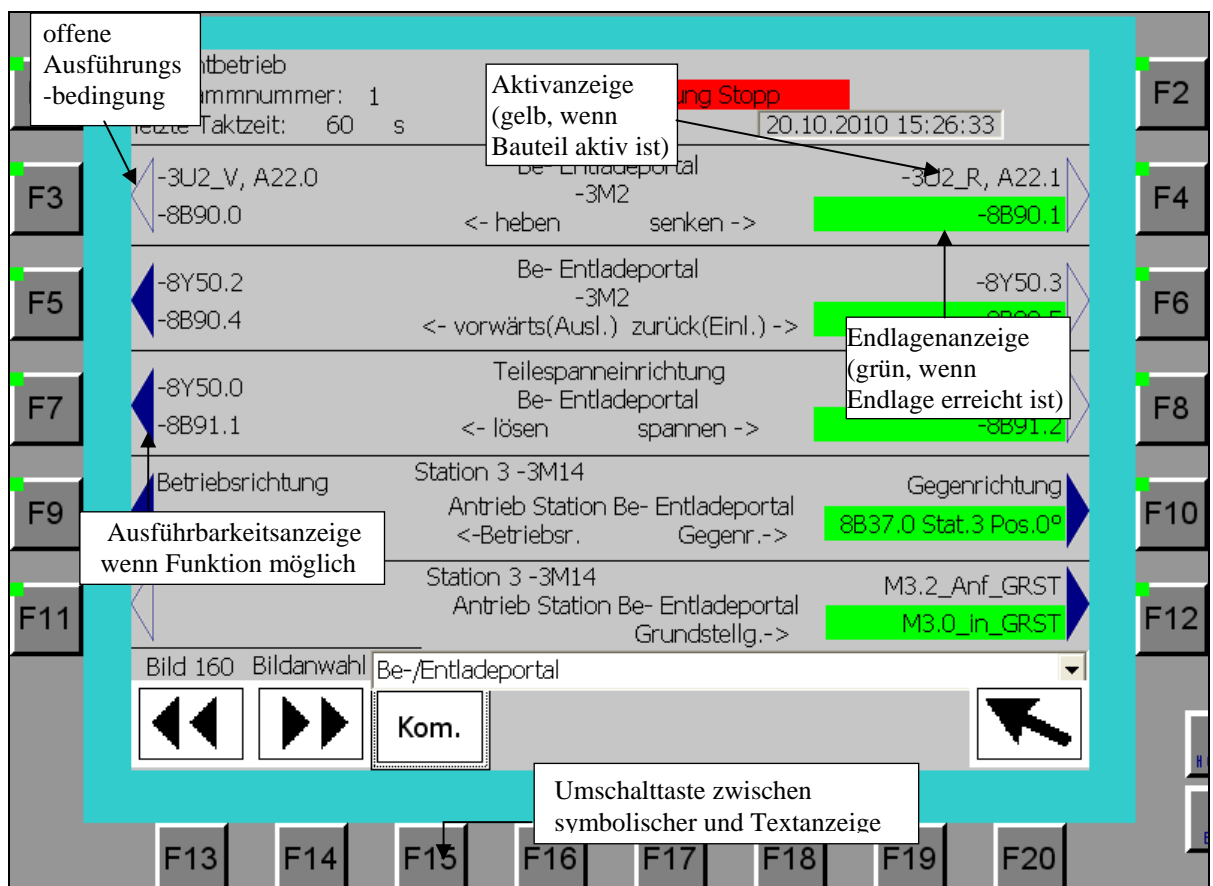 offene
Ausführungs
-bedingung
Aktivanzeige
(gelb, wenn
Bauteil aktiv ist)
Stopp
1
letzte Taktzeit: 60 s
20.10.2010 15:26:33
F2
F3
-3U2_V, A22.0
-8B90.0
Be- Entladeportal
-3M2
<- heben senken ->
-3U2_R, A22.1
-8B90.1
F4
F5
-8Y50.2
-8B90.4
Be- Entladeportal
-3M2
<- vorwärts(Ausl.) zurück(Einl.) ->
-8Y50.3
F6
Endlagenanzeige
(grün, wenn
Endlage erreicht ist)
F7
-8Y50.0
-8B91.1
Teilespanneinrichtung
Be- Entladeportal
<- lösen spannen ->
-8B91.2
F8
F9
Betriebsrichtung
Station 3 -3M14
Antrieb Station Be- Entladeportal
<-Betriebsr. Gegenr.->
Gegenrichtung
8B37.0 Stat.3 Pos.0°
F10
Ausführbarkeitsanzeige
wenn Funktion möglich
F11
Station 3 -3M14
Antrieb Station Be- Entladeportal
Grundstellg.->
M3.2_Anf_GRST
M3.0_in_GRST
F12
Bild 160 Bildanwahl Be-/Entladeportal
Kom.
Umschalttaste zwischen
symbolischer und Textanzeige
F13 F14 F15 F16 F17 F18 F19 F20